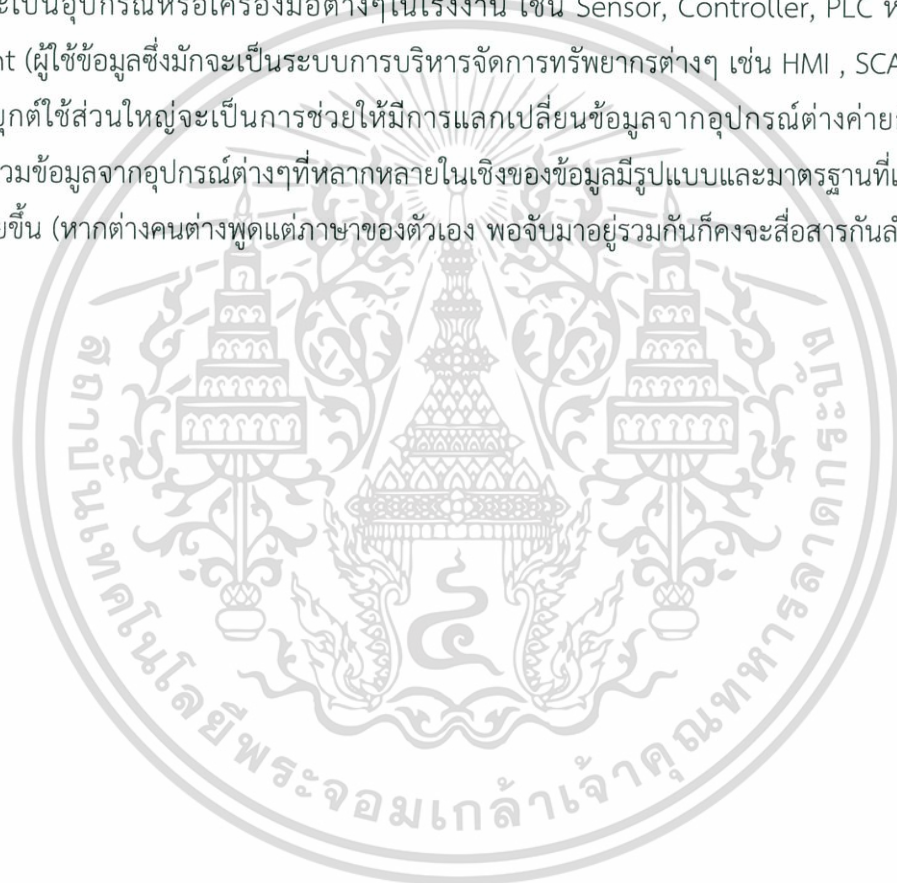 จะเป็นอุปกรณ์หรือเครื่องมือต่างๆในโรงงาน เช่น Sensor, Controller, PLC
(ผู้ใช้ข้อมูลซึ่งมักจะเป็นระบบการบริหารจัดการทรัพยากรต่างๆ เช่น HMI ,
ส่วนใหญ่จะเป็นการช่วยให้มีการแลกเปลี่ยนข้อมูลจากอุปกรณ์ต่างค่าย
ข้อมูลจากอุปกรณ์ต่างๆที่หลากหลายในเชิงของข้อมูลมีรูปแบบและมาตรฐานที่
(หากต่างคนต่างพูดแต่ภาษาของตัวเอง พอจับมาอยู่รวมกันก็คงจะสื่อสารกัน
สถาบันเทคโนโลยีพระจอมเกล้าเจ้าคุณทหารลาดกระบัง